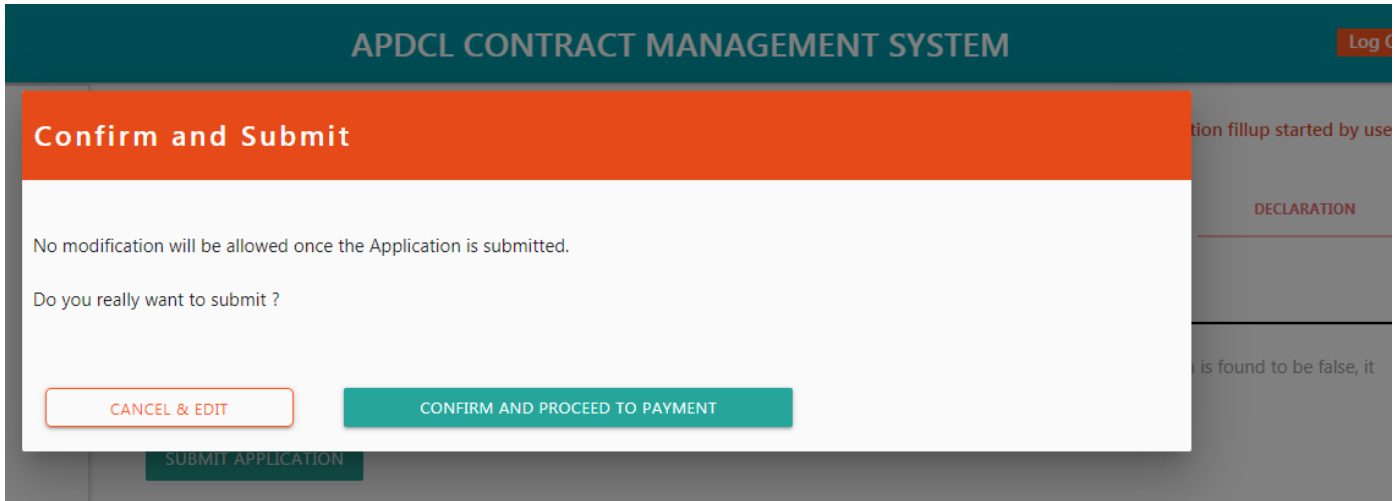 APDCL CONTRACT MANAGEMENT SYSTEM
Log
Confirm and Submit
tion fillup started by use
DECLARATION
No modification will be allowed once the Application is submitted.
Do you really want to submit ?
is found to be false, it
CANCEL & EDIT
CONFIRM AND PROCEED TO PAYMENT
SUBMIT APPLICATION